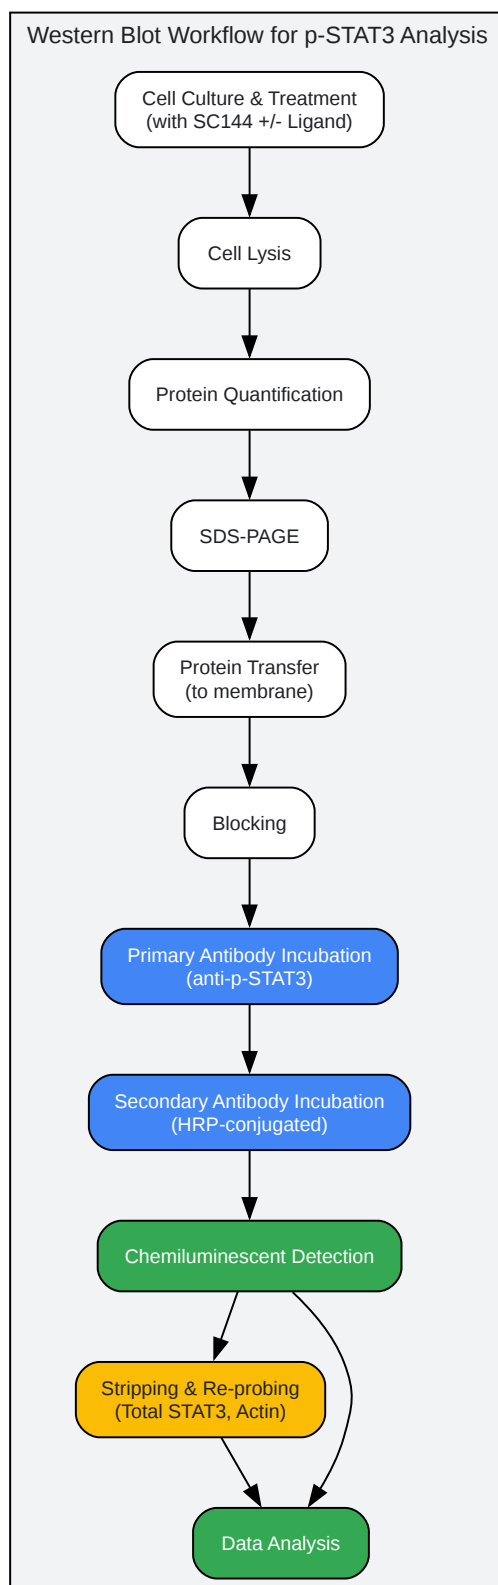 Western Blot Workflow for p-STAT3 Analysis
Cell Culture & Treatment
(with SC144 +/- Ligand)
Cell Lysis
Protein Quantification
SDS-PAGE
Protein Transfer
(to membrane)
Blocking
Primary Antibody Incubation
(anti-p-STAT3)
Secondary Antibody Incubation
(HRP-conjugated)
Chemiluminescent Detection
Stripping & Re-probing
(Total STAT3, Actin)
Data Analysis